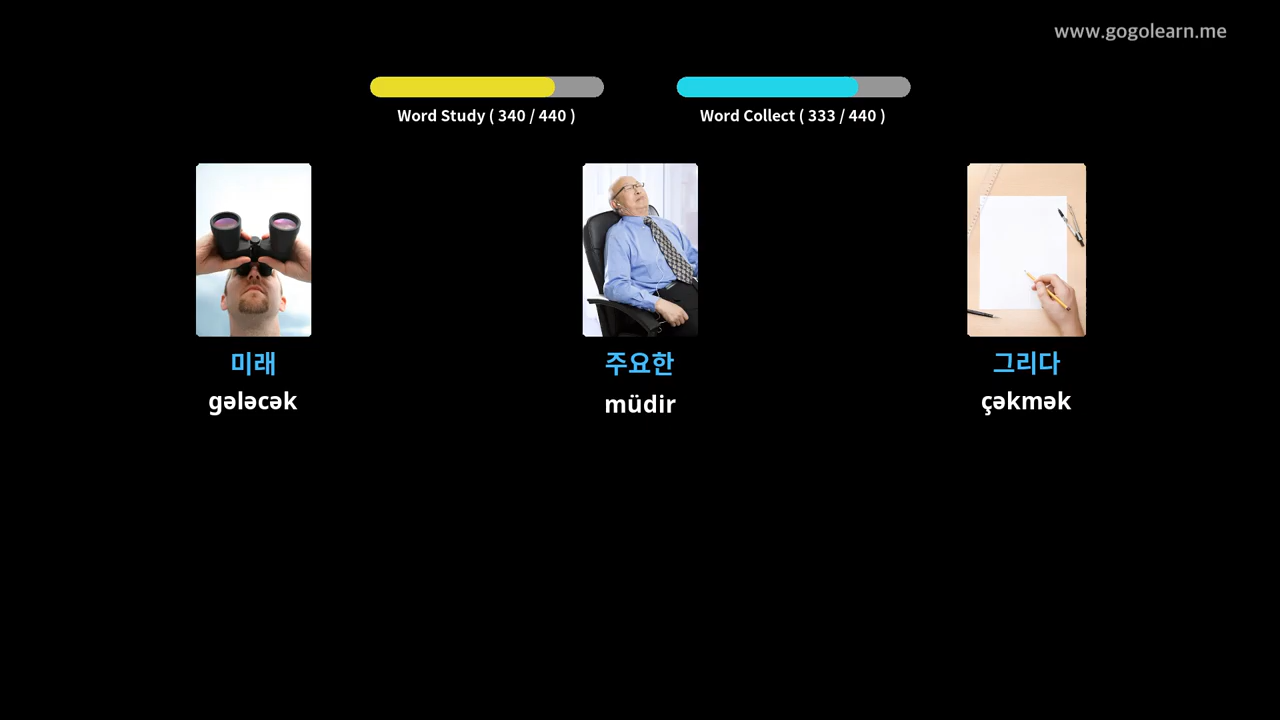 www.gogolearn.me
Word Study ( 340 / 440 )
Word Collect ( 333 / 440 )
미래
주요한
그리다
gələcək
müdir
çəkmək